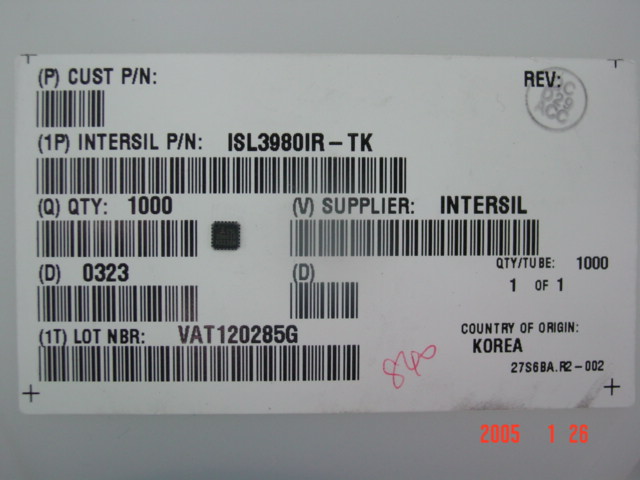 (P) CUST P/N:
REV:
(1P) INTERSIL P/N: ISL3980IR-TK
(Q) QTY: 1000
(V) SUPPLIER: INTERSIL
QTY/TUBE: 1000
(D) 0323
(D)
1 OF 1
(1T) LOT NBR: VAT120285G
COUNTRY OF ORIGIN:
KOREA
840
27S6BA.R2-002
2005 1 26